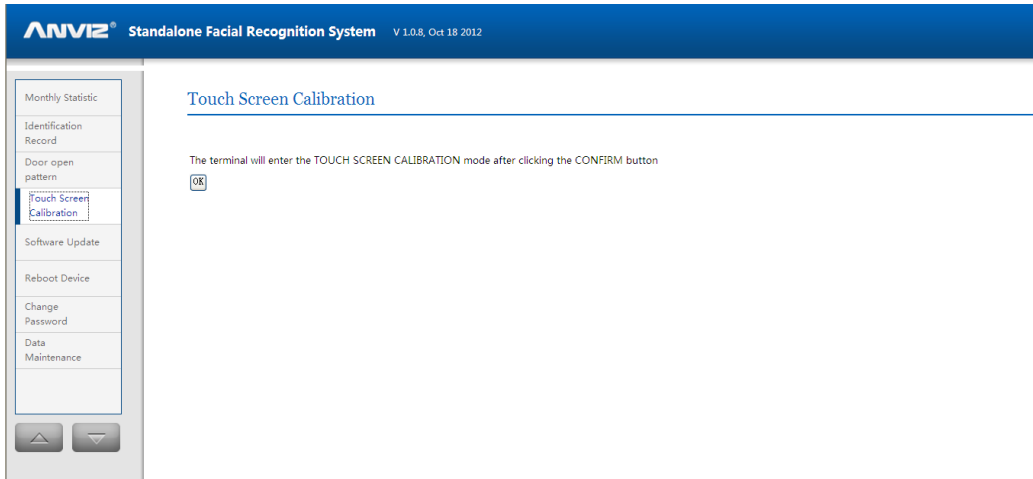 ANVIZ® Standalone Facial Recognition System V 1.0.8, Oct 18 2012
Monthly Statistic
Identification
Record
Door open
pattern
Touch Screen
Calibration
Software Update
Reboot Device
Change
Password
Data
Maintenance
Touch Screen Calibration
The terminal will enter the TOUCH SCREEN CALIBRATION mode after clicking the CONFIRM button
OK